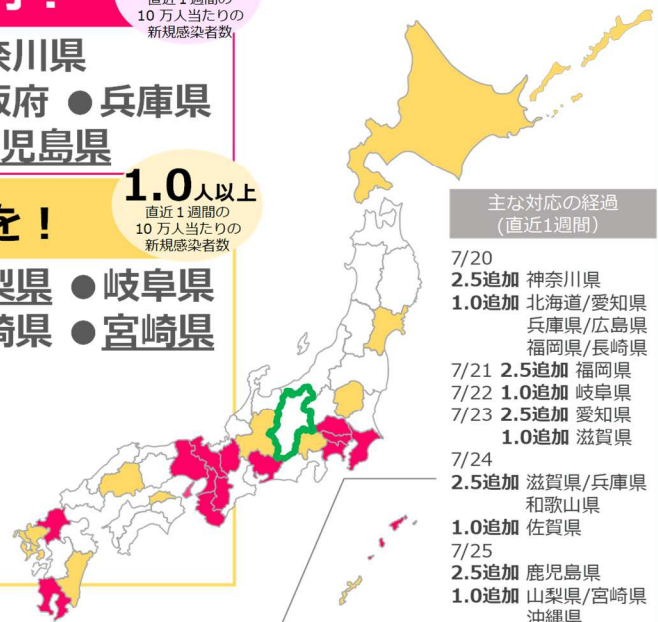 直近1週間の
10 万人当たりの
新規感染者数
奈川県
阪府 ●兵庫県
児島県
1.0人以上
直近１週間の
10 万人当たりの
新規感染者数
を！
梨県 ●岐阜県
崎県 ●宮崎県
主な対応の経過
(直近1週間）
7/20
2.5追加 神奈川県
1.0追加 北海道/愛知県
兵庫県/広島県
福岡県/長崎県
7/21 2.5追加 福岡県
7/22 1.0追加 岐阜県
7/23 2.5追加 愛知県
1.0追加 滋賀県
7/24
2.5追加 滋賀県/兵庫県
和歌山県
1.0追加 佐賀県
7/25
2.5追加 鹿児島県
1.0追加 山梨県/宮崎県
沖縄県